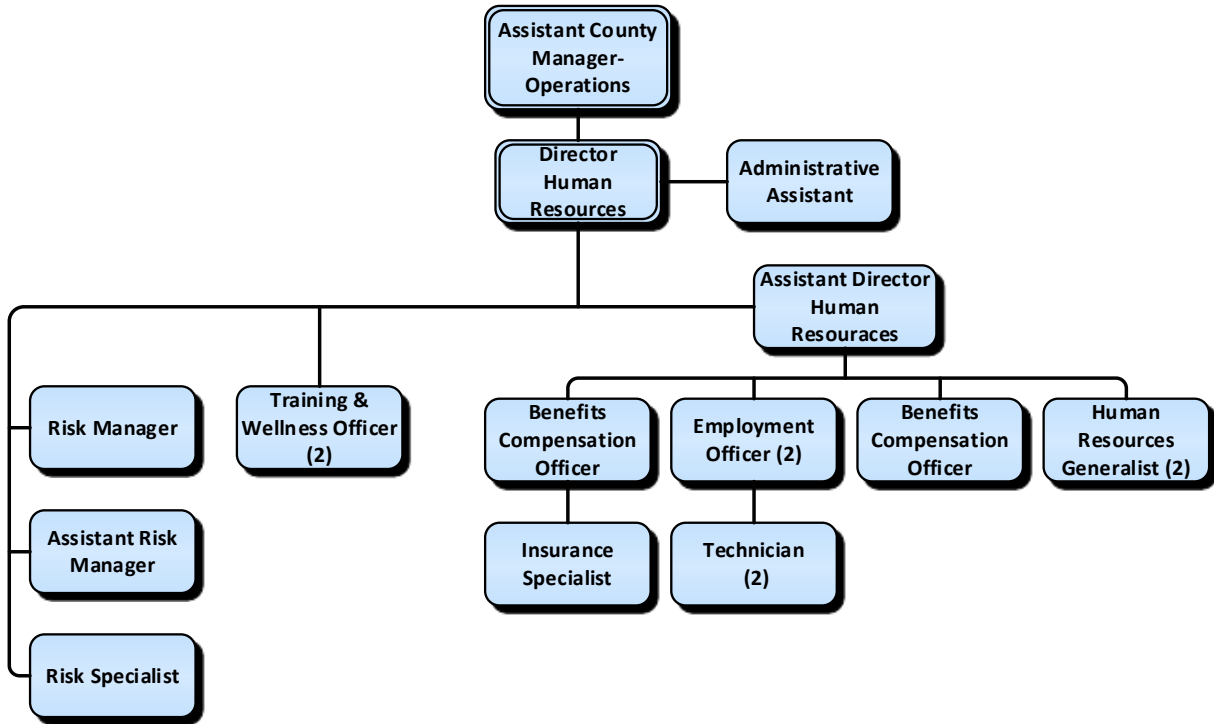 Assistant County
Manager-
Operations
Director
Human
Resources
Administrative
Assistant
Assistant Director
Human
Resouraces
Risk Manager
Training &
Wellness Officer
(2)
Benefits
Compensation
Officer
Employment
Officer (2)
Benefits
Compensation
Officer
Human
Resources
Generalist (2)
Assistant Risk
Manager
Insurance
Specialist
Technician
(2)
Risk Specialist